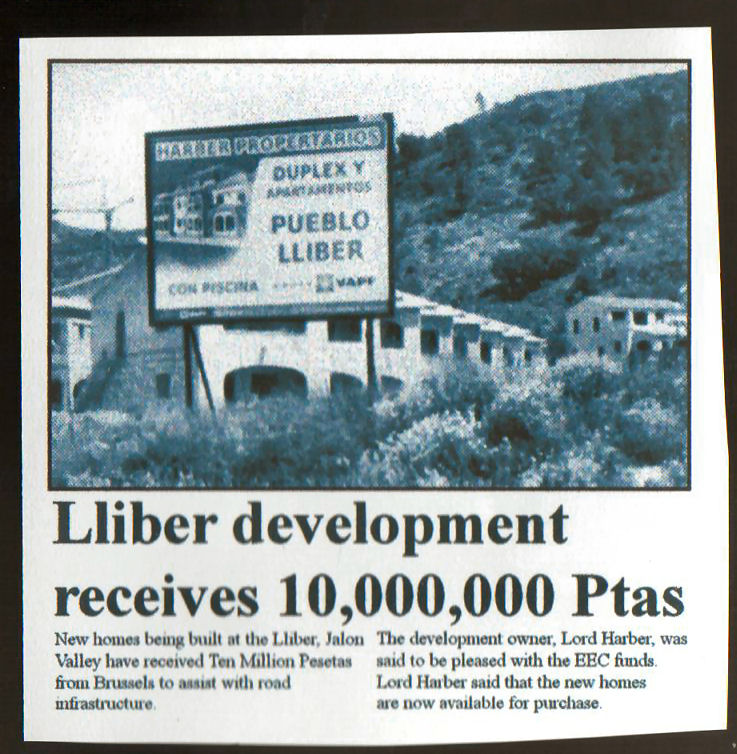 HARBER PROPERTARIOS
DUPLEX Y
APARTAMENTOS
PUEBLO
LLIBER
CON PISCINA
VAPF
Lliber development
receives 10,000,000 Ptas
New homes being built at the Lliber, Jalon
Valley have received Ten Million Pesetas
from Brussels to assist with road
infrastructure.
The development owner, Lord Harber, was
said to be pleased with the EEC funds.
Lord Harber said that the new homes
are now available for purchase.